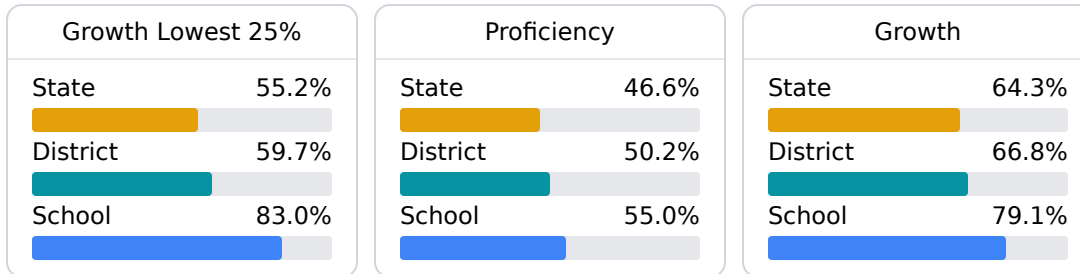 Growth Lowest 25%
State 55.2%
District 59.7%
School 83.0%
Proficiency
State 46.6%
District 50.2%
School 55.0%
Growth
State 64.3%
District 66.8%
School 79.1%